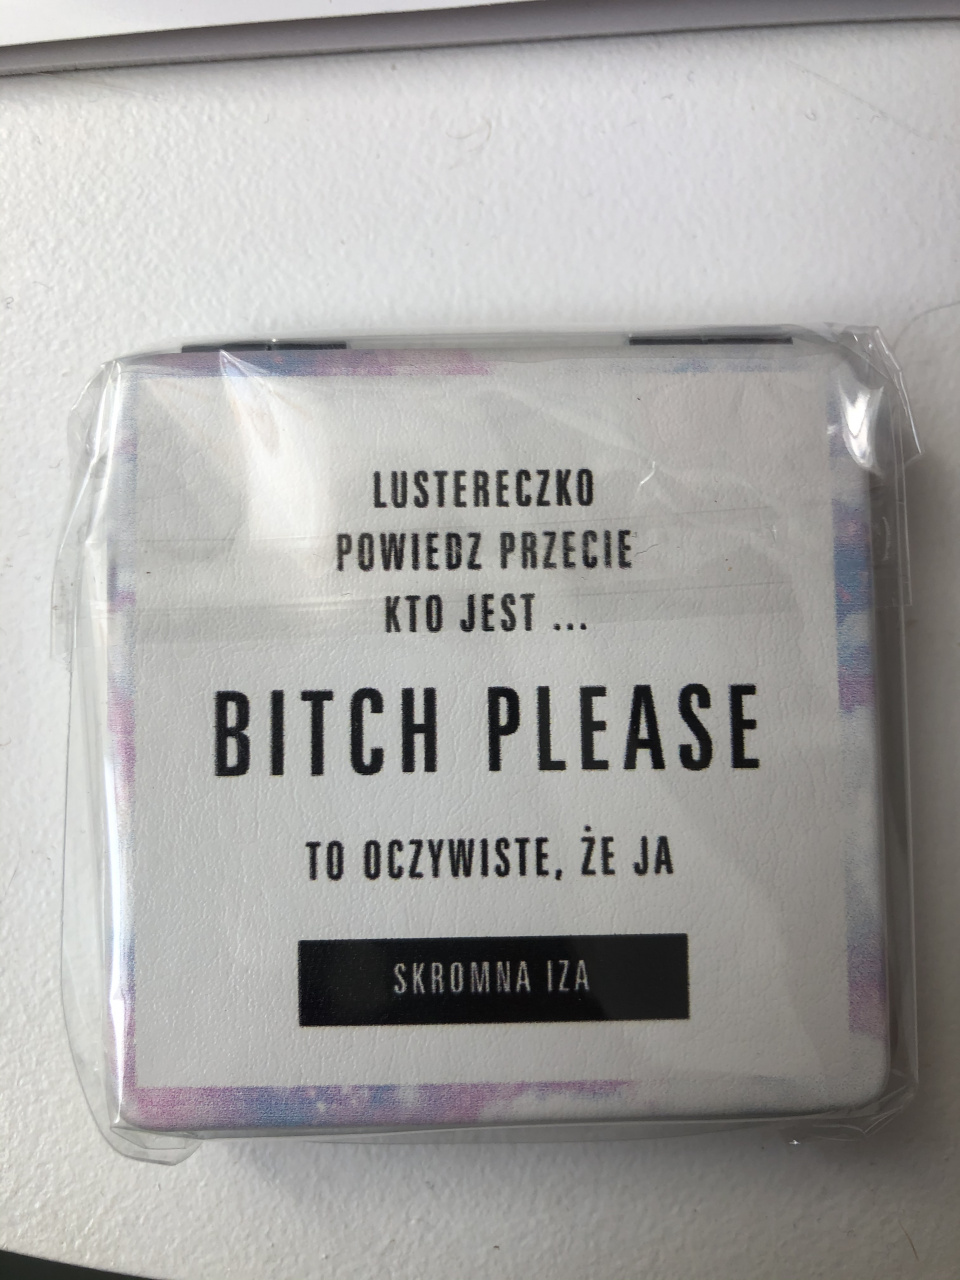 LUSTERECZKO
POWIEDZ PRZECIE
KTO JEST ...
BITCH PLEASE
TO OCZYWISTE, ŻE JA
SKROMNA IZA